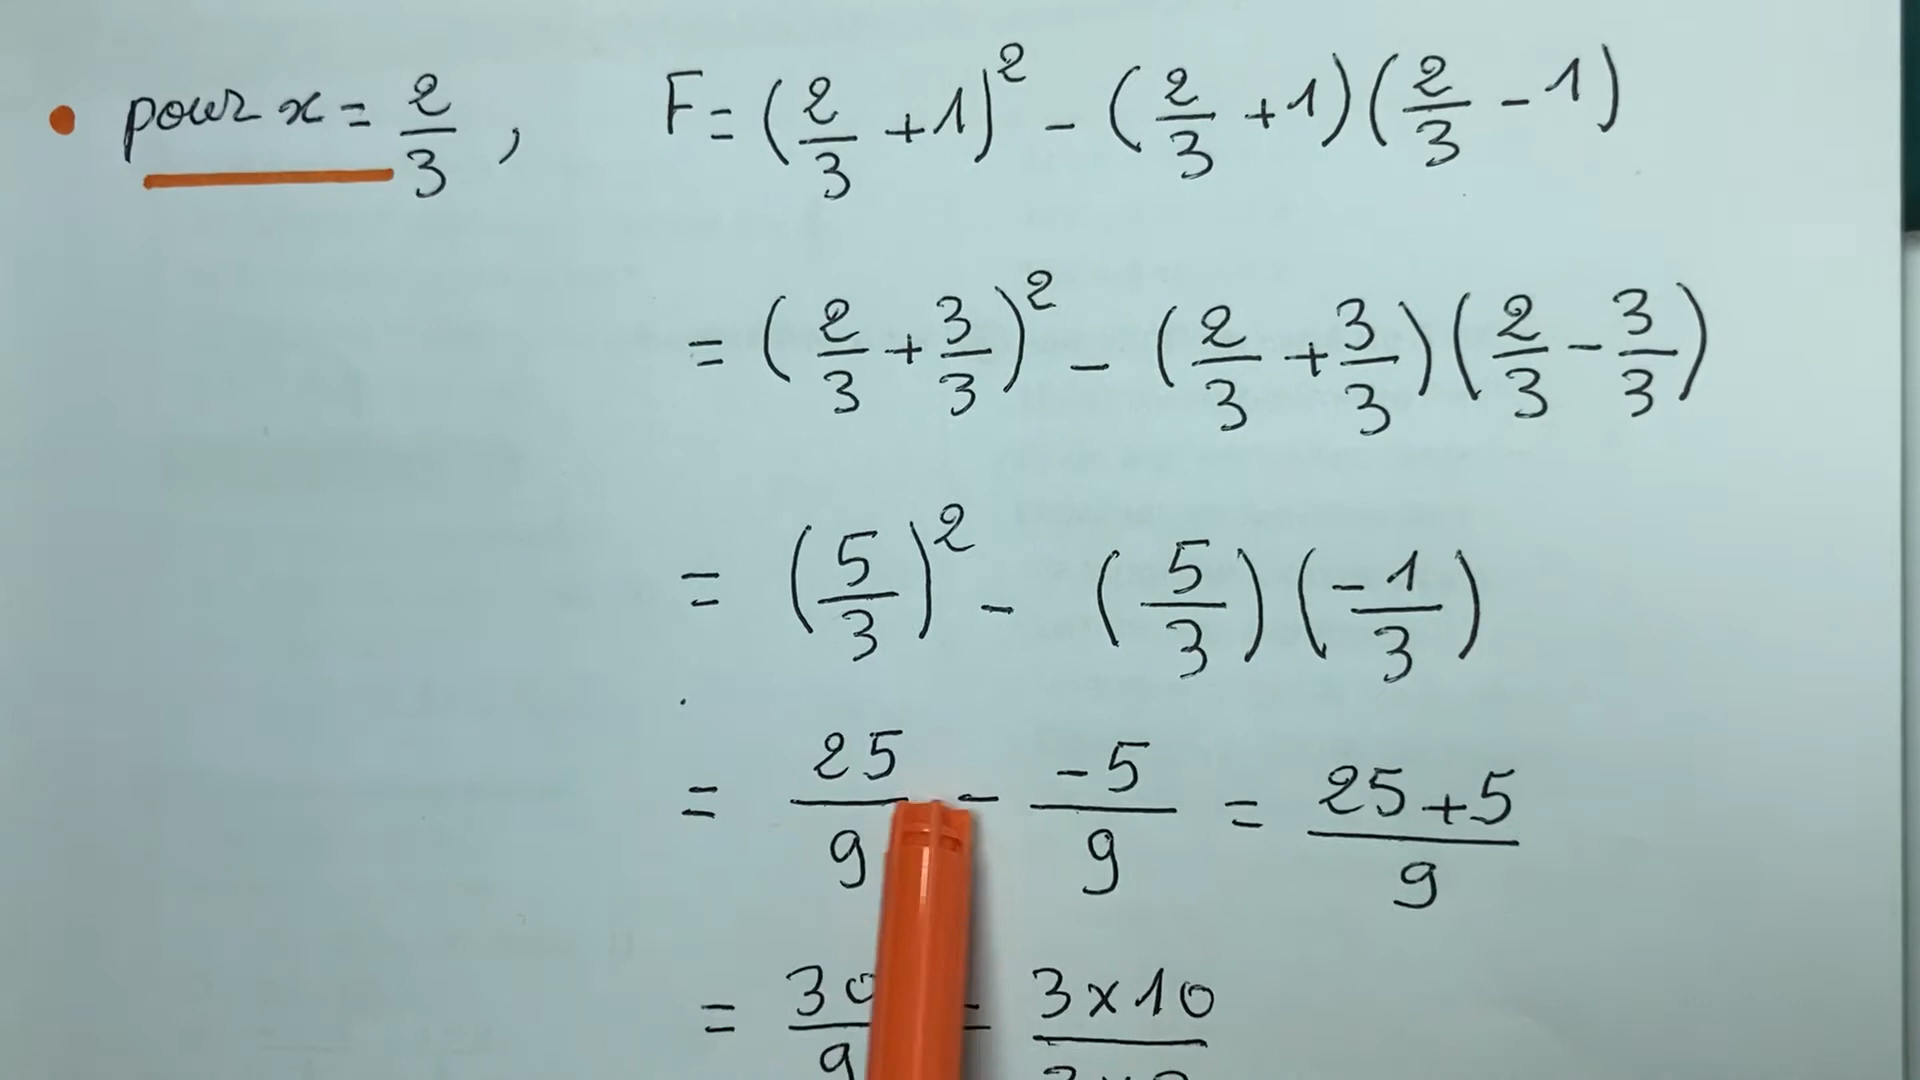 • pour x = 2/3 , F = (2/3 + 1)² - (2/3 + 1)(2/3 - 1)
= (2/3 + 3/3)² - (2/3 + 3/3)(2/3 - 3/3)
= (5/3)² - (5/3)(-1/3)
= 25/9 - -5/9 = 25+5/9
= 30/9 = 3×10